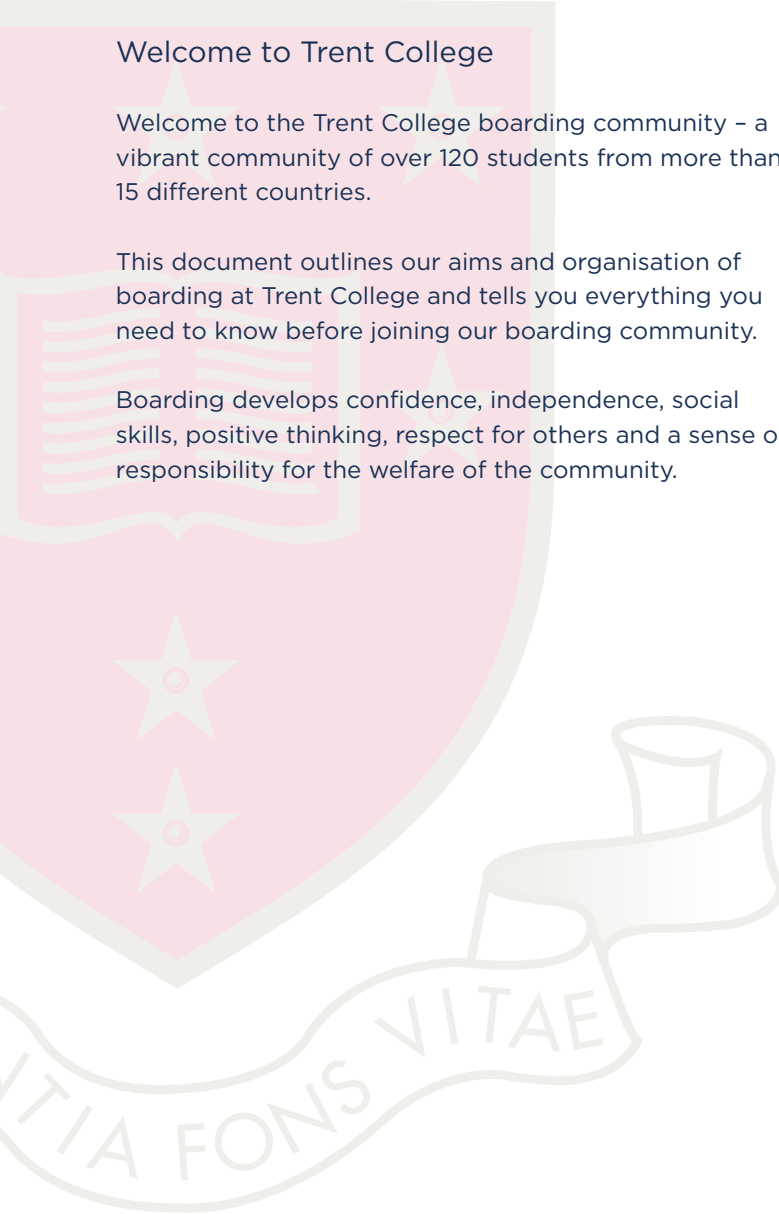 Welcome to Trent College
Welcome to the Trent College boarding community – a
vibrant community of over 120 students from more than
15 different countries.
This document outlines our aims and organisation of
boarding at Trent College and tells you everything you
need to know before joining our boarding community.
Boarding develops confidence, independence, social
skills, positive thinking, respect for others and a sense o
responsibility for the welfare of the community.
NTIA FONS VITAE